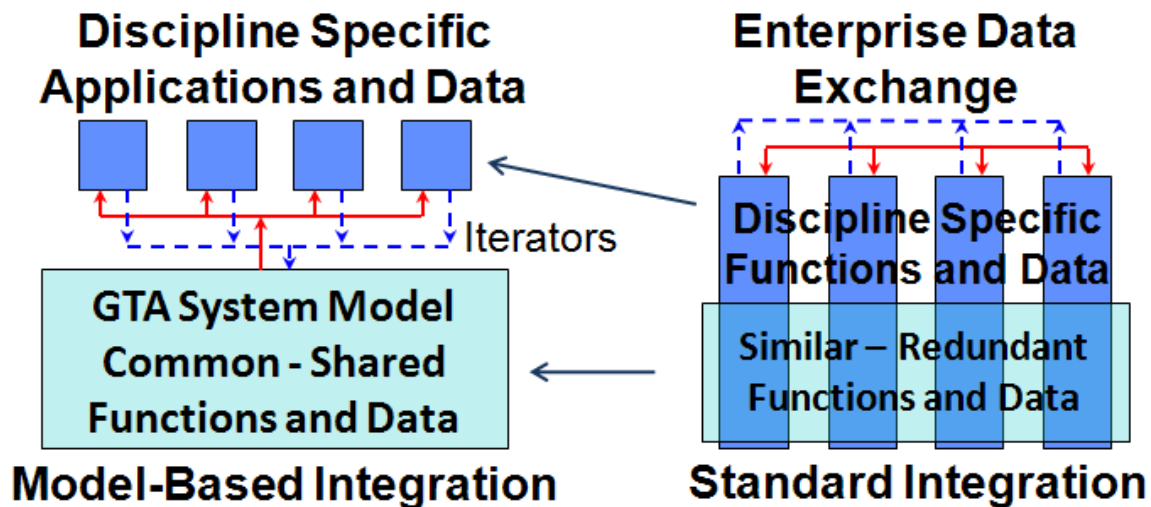 Discipline Specific
Applications and Data
Iterators
GTA System Model
Common - Shared
Functions and Data
Model-Based Integration
Enterprise Data
Exchange
Discipline Specific
Functions and Data
Similar – Redundant
Functions and Data
Standard Integration